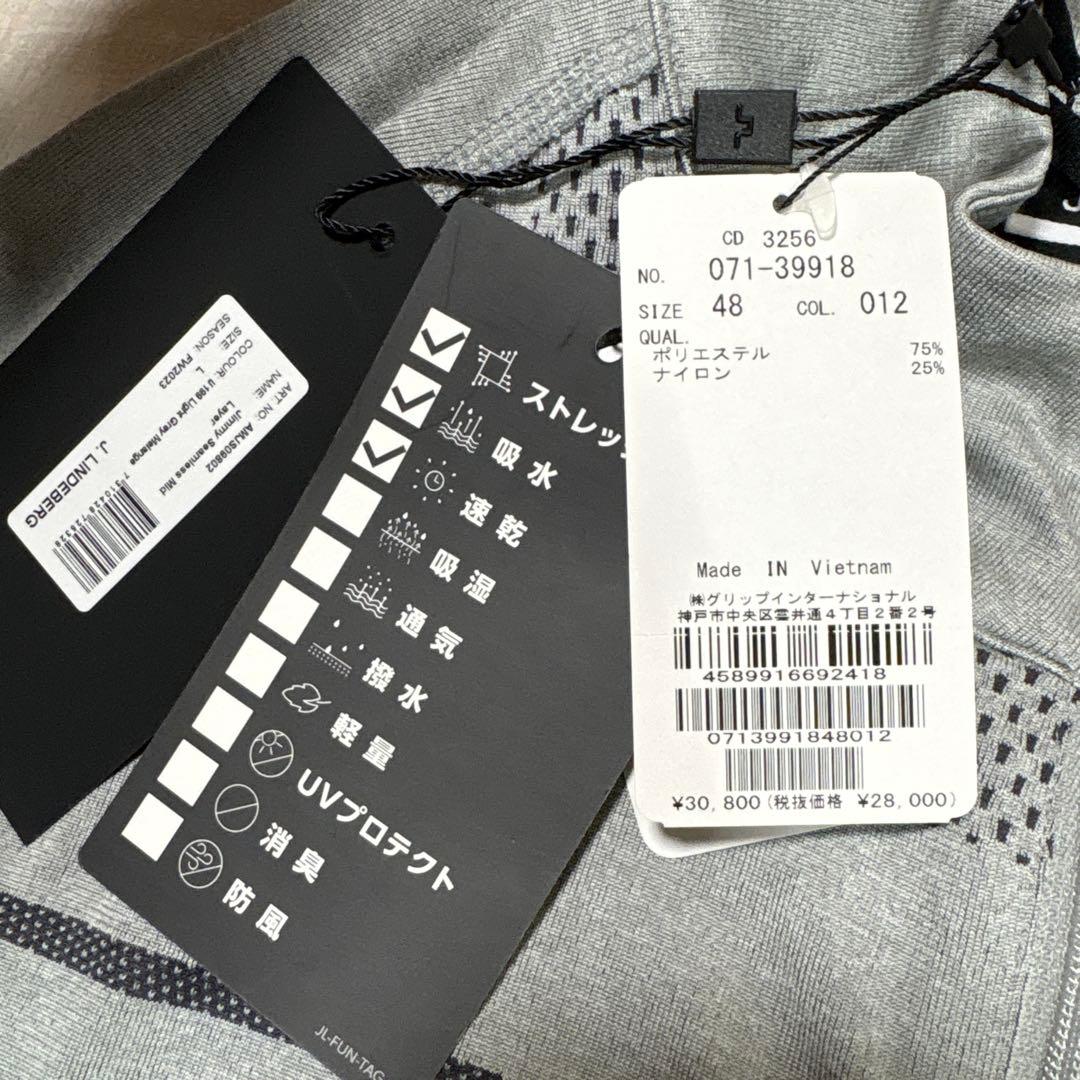 ART. NO: AMJS09802
NAME: Jimmy Seamless Mid
Layer
COLOUR: U199 Light Grey Melange
SIZE: L
SEASON: FW2023
J. LINDEBERG
ストレッ
吸水
速乾
吸湿
通気
撥水
軽量
UVプロテクト
消臭
防風
JL-FUN-TAG
CD 3256
NO. 071-39918
SIZE 48 COL. 012
QUAL.
ポリエステル 75%
ナイロン 25%
Made IN Vietnam
㈱グリップインターナショナル
神戸市中央区雲井通4丁目2番2号
4589916692418
0713991848012
¥30,800(税抜価格 ¥28,000)